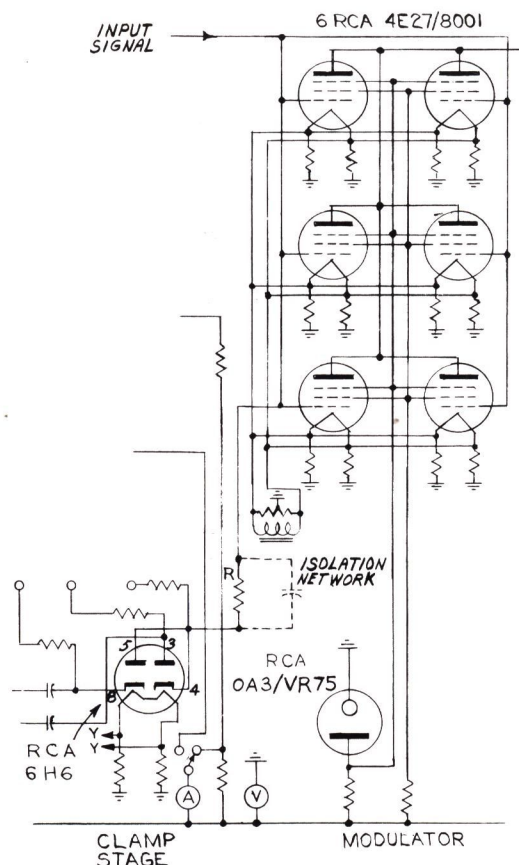 6 RCA 4E27/8001
INPUT
SIGNAL
R
ISOLATION
NETWORK
5
3
8
4
RCA
0A3/VR75
Y
Y
RCA
6H6
A
V
CLAMP
STAGE
MODULATOR